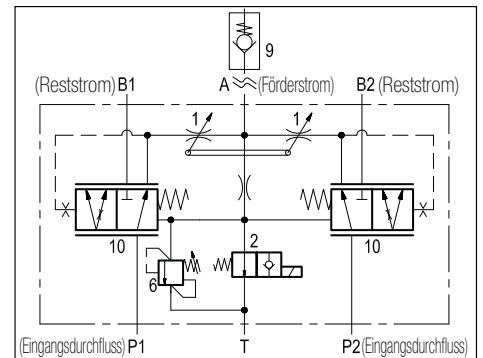 9
(Reststrom) B1 A (Förderstrom) B2 (Reststrom)
1 1
10 2 10
6
(Eingangsdurchfluss) P1 T P2 (Eingangsdurchfluss)